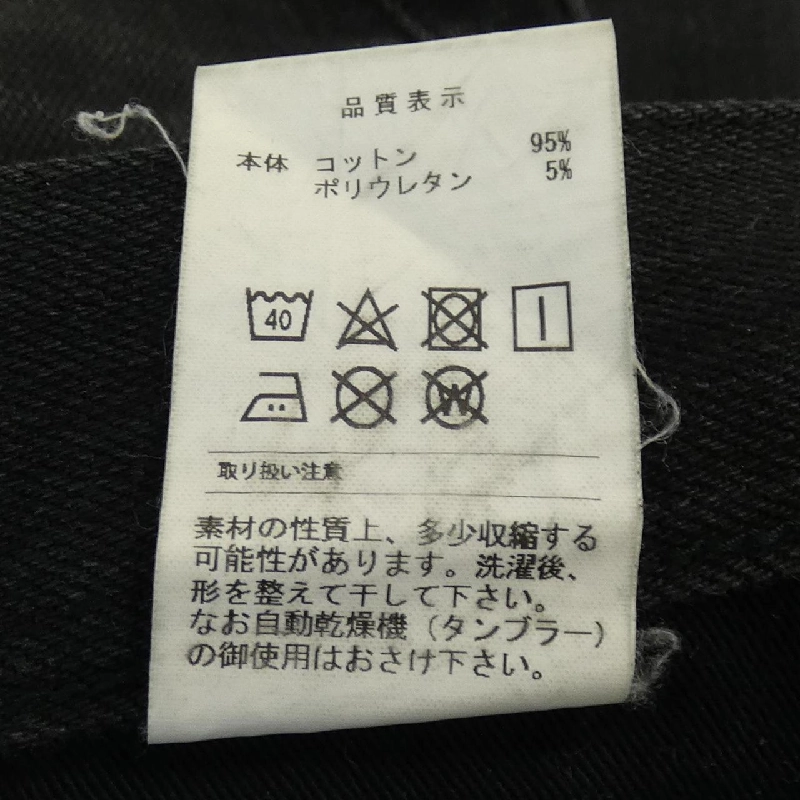 品質表示
本体 コットン 95%
ポリウレタン 5%
40
W
取り扱い注意
素材の性質上、多少収縮する
可能性があります。洗濯後、
形を整えて干して下さい。
なお自動乾燥機（タンブラー）
の御使用はおさけ下さい。